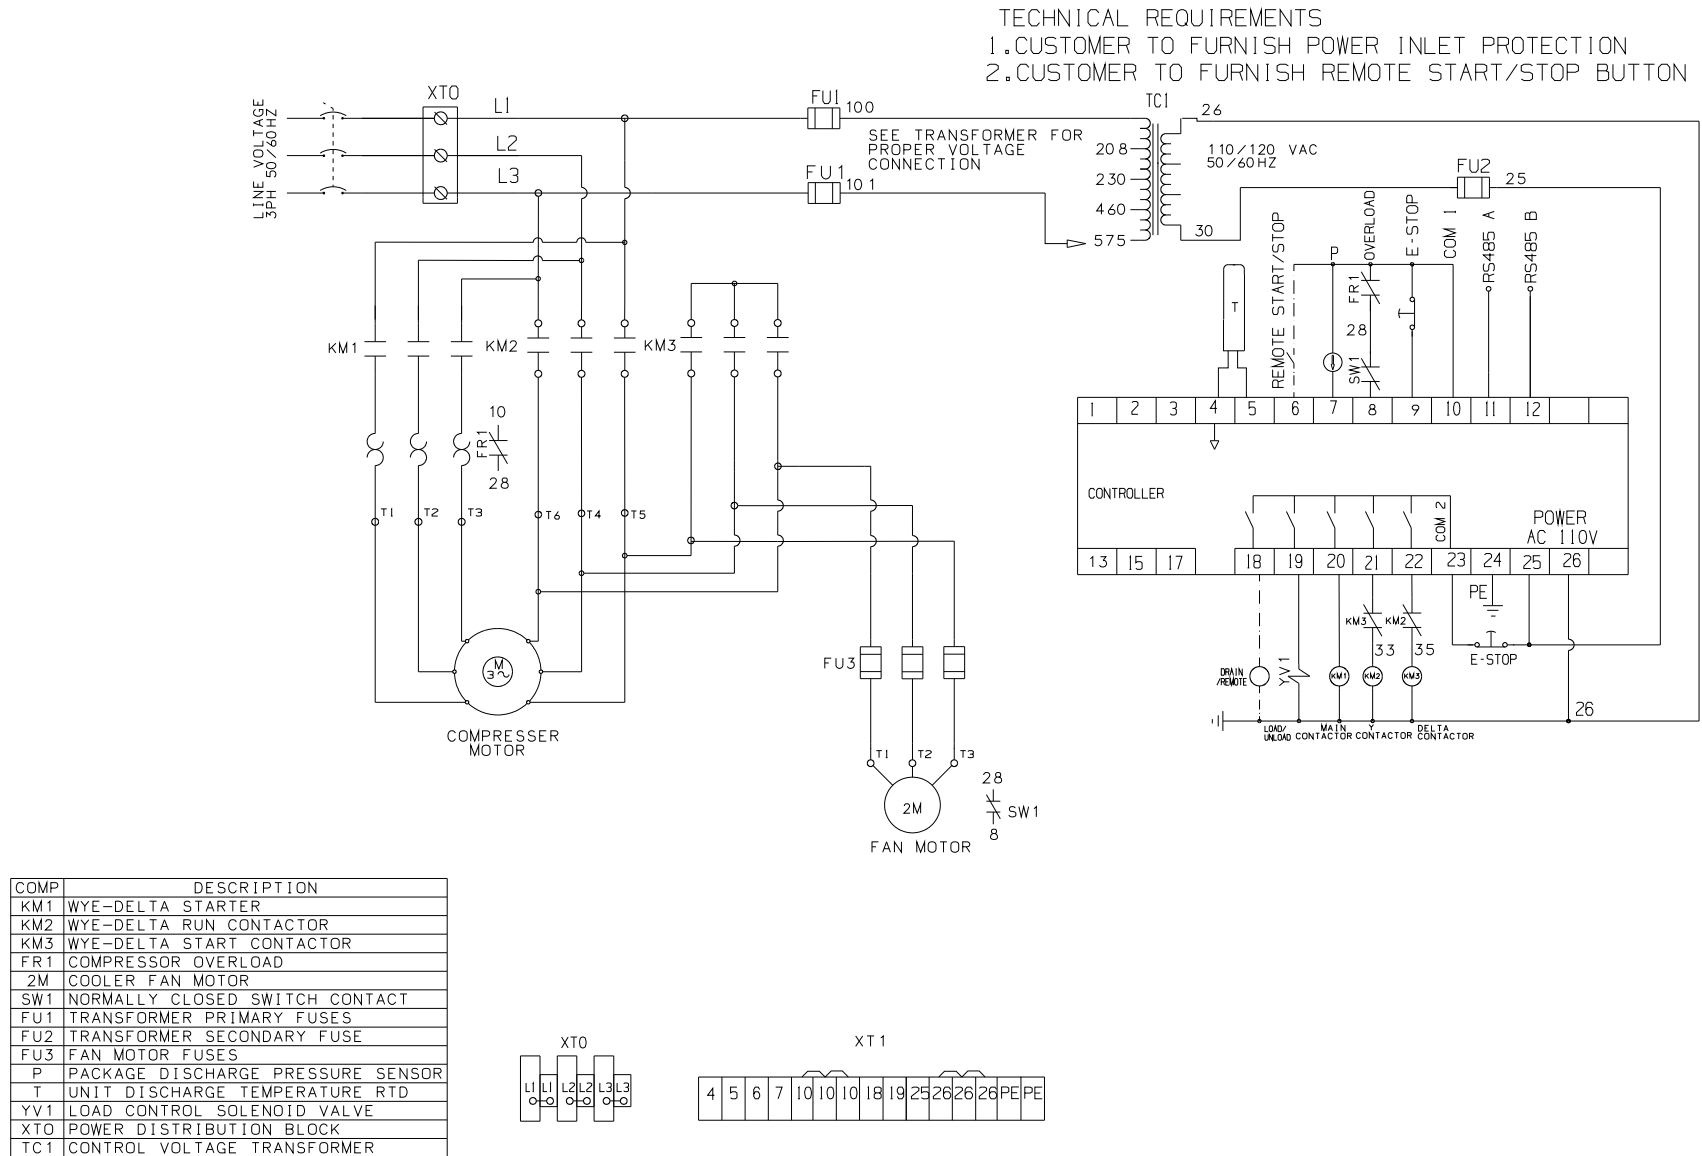 TECHNICAL REQUIREMENTS
1.CUSTOMER TO FURNISH POWER INLET PROTECTION
2.CUSTOMER TO FURNISH REMOTE START/STOP BUTTON
LINE VOLTAGE
3PH 50/60HZ
XTO
L1
L2
L3
FU1
100
FU1
101
SEE TRANSFORMER FOR
PROPER VOLTAGE
CONNECTION
TC1
208
230
460
575
26
110/120 VAC
50/60HZ
30
FU2
25
REMOTE START/STOP
P
OVERLOAD
E-STOP
COM 1
RS485 A
RS485 B
T
FR1
28
SW1
KM1
KM2
KM3
10
FR1
28
T1
T2
T3
T6
T4
T5
M
3~
COMPRESSER
MOTOR
FU3
T1
T2
T3
2M
FAN MOTOR
28
SW1
8
1 2 3 4 5 6 7 8 9 10 11 12
CONTROLLER
COM 2
POWER
AC 110V
13 15 17 18 19 20 21 22 23 24 25 26
PE
KM3
33
KM2
35
E-STOP
DRAIN
/REMOTE
YV1
KM1
KM2
KM3
26
LOAD/
UNLOAD
MAIN
CONTACTOR
Y
CONTACTOR
DELTA
CONTACTOR
COMP DESCRIPTION
KM1 WYE-DELTA STARTER
KM2 WYE-DELTA RUN CONTACTOR
KM3 WYE-DELTA START CONTACTOR
FR1 COMPRESSOR OVERLOAD
2M COOLER FAN MOTOR
SW1 NORMALLY CLOSED SWITCH CONTACT
FU1 TRANSFORMER PRIMARY FUSES
FU2 TRANSFORMER SECONDARY FUSE
FU3 FAN MOTOR FUSES
P PACKAGE DISCHARGE PRESSURE SENSOR
T UNIT DISCHARGE TEMPERATURE RTD
YV1 LOAD CONTROL SOLENOID VALVE
XTO POWER DISTRIBUTION BLOCK
TC1 CONTROL VOLTAGE TRANSFORMER
XTO
L1 L1 L2 L2 L3 L3
XT1
4 5 6 7 10 10 10 18 19 25 26 26 26 PE PE